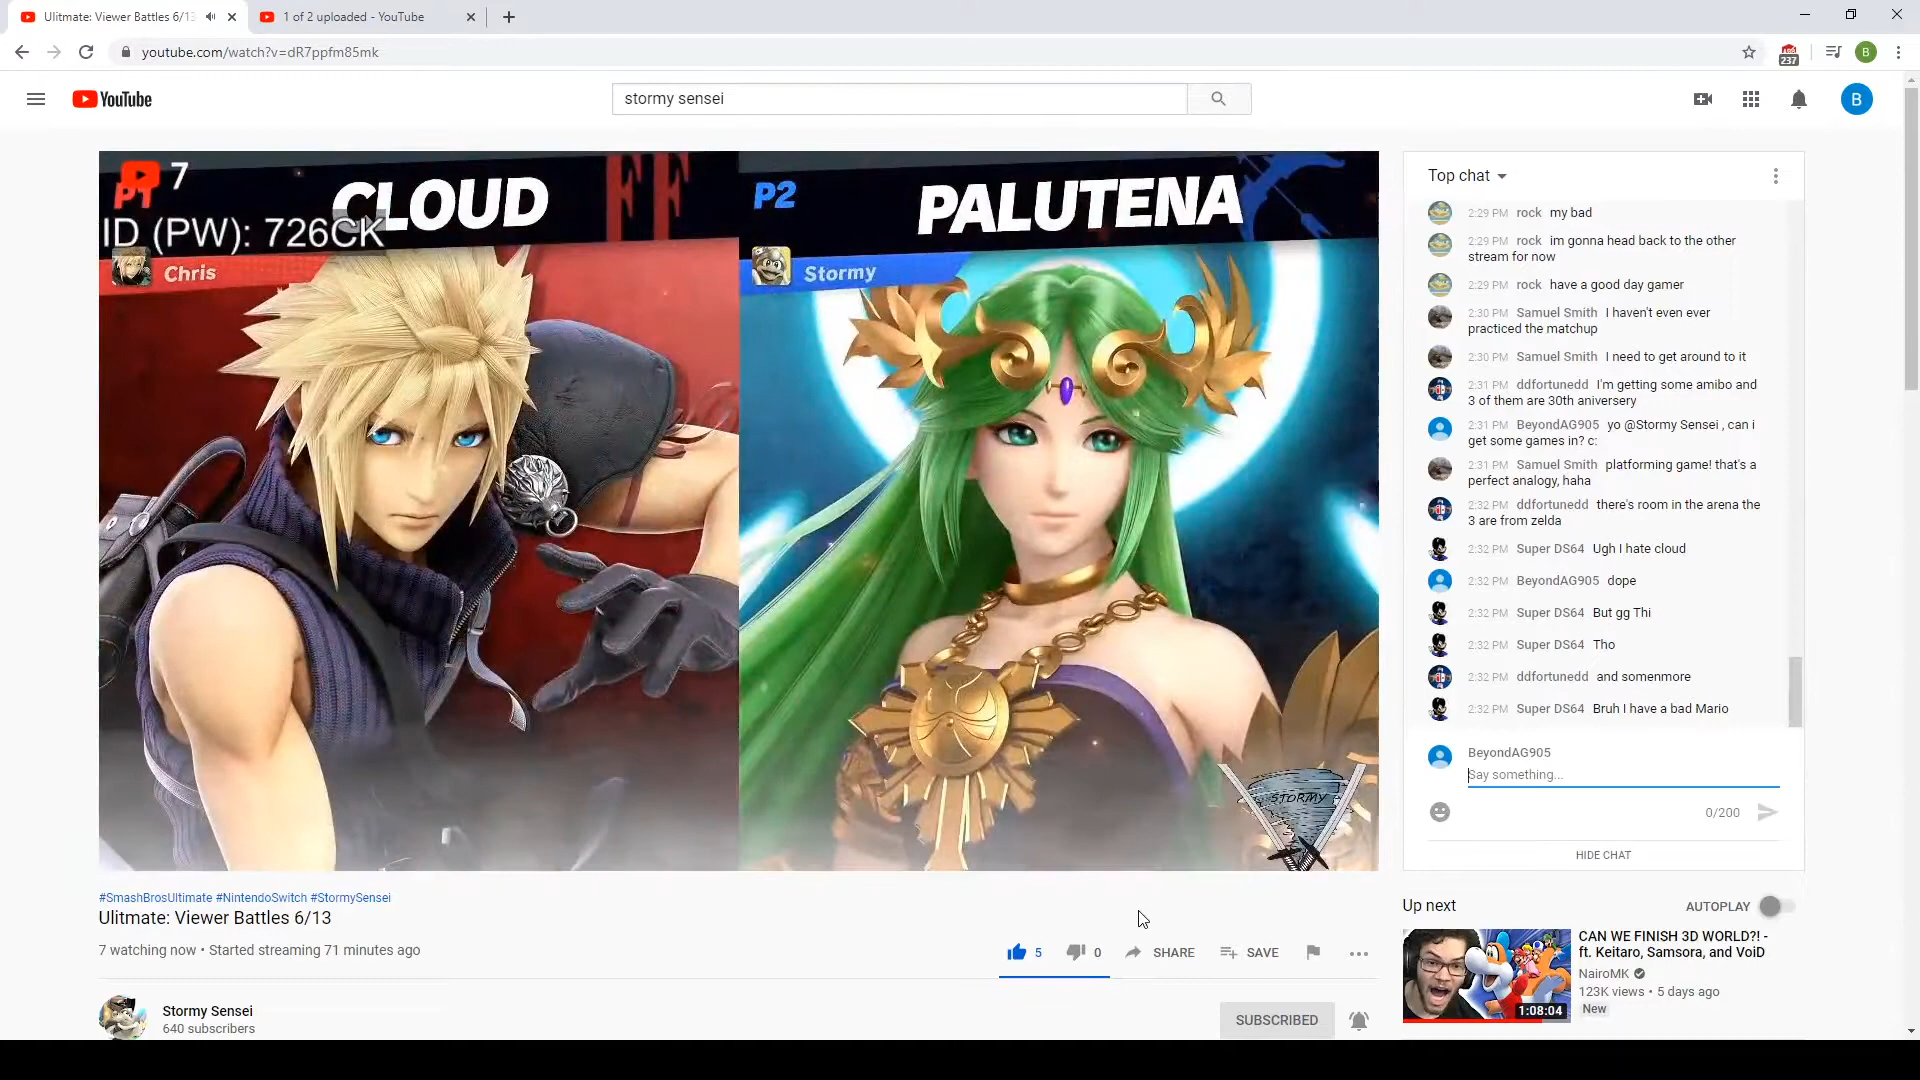 Ulitmate: Viewer Battles 6/13
1 of 2 uploaded - YouTube
youtube.com/watch?v=dR7ppfm85mk
237
B
YouTube
stormy sensei
B
7
P1
CLOUD
FF
ID (PW): 726CK
Chris
P2
PALUTENA
Stormy
STORMY
Top chat
2:29 PM rock my bad
2:29 PM rock im gonna head back to the other
stream for now
2:29 PM rock have a good day gamer
2:30 PM Samuel Smith I haven't even ever
practiced the matchup
2:30 PM Samuel Smith I need to get around to it
2:31 PM ddfortunedd I'm getting some amibo and
3 of them are 30th aniversery
2:31 PM BeyondAG905 yo @Stormy Sensei , can i
get some games in? c:
2:31 PM Samuel Smith platforming game! that's a
perfect analogy, haha
2:32 PM ddfortunedd there's room in the arena the
3 are from zelda
2:32 PM Super DS64 Ugh I hate cloud
2:32 PM BeyondAG905 dope
2:32 PM Super DS64 But gg Thi
2:32 PM Super DS64 Tho
2:32 PM ddfortunedd and somenmore
2:32 PM Super DS64 Bruh I have a bad Mario
BeyondAG905
Say something...
0/200
HIDE CHAT
#SmashBrosUltimate #NintendoSwitch #StormySensei
Ulitmate: Viewer Battles 6/13
7 watching now • Started streaming 71 minutes ago
5
0
SHARE
SAVE
Stormy Sensei
640 subscribers
SUBSCRIBED
Up next
AUTOPLAY
CAN WE FINISH 3D WORLD?! -
ft. Keitaro, Samsora, and VoiD
NairoMK
123K views • 5 days ago
New
1:08:04